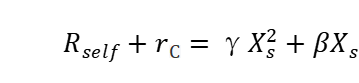 R_self + r_C = γ X_s^2 + βX_s